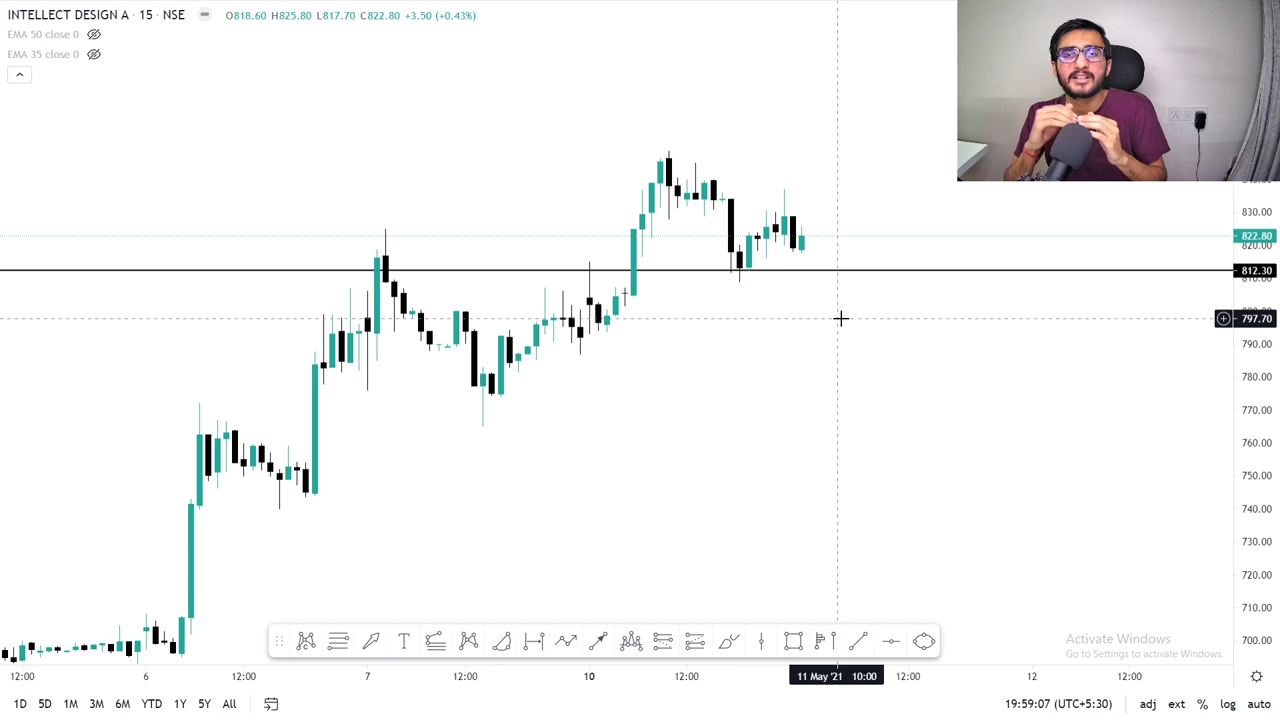 INTELLECT DESIGN A · 15 · NSE O818.60 H825.80 L817.70 C822.80 +3.50 (+0.43%)
EMA 50 close 0
EMA 35 close 0
830.00
822.80
820.00
812.30
797.70
790.00
780.00
770.00
760.00
750.00
740.00
730.00
720.00
710.00
700.00
T
Activate Windows
Go to Settings to activate Windows.
12:00 6 12:00 7 12:00 10 12:00 11 May '21 10:00 12:00 12 12:00
1D 5D 1M 3M 6M YTD 1Y 5Y All 19:59:07 (UTC+5:30) adj ext % log auto